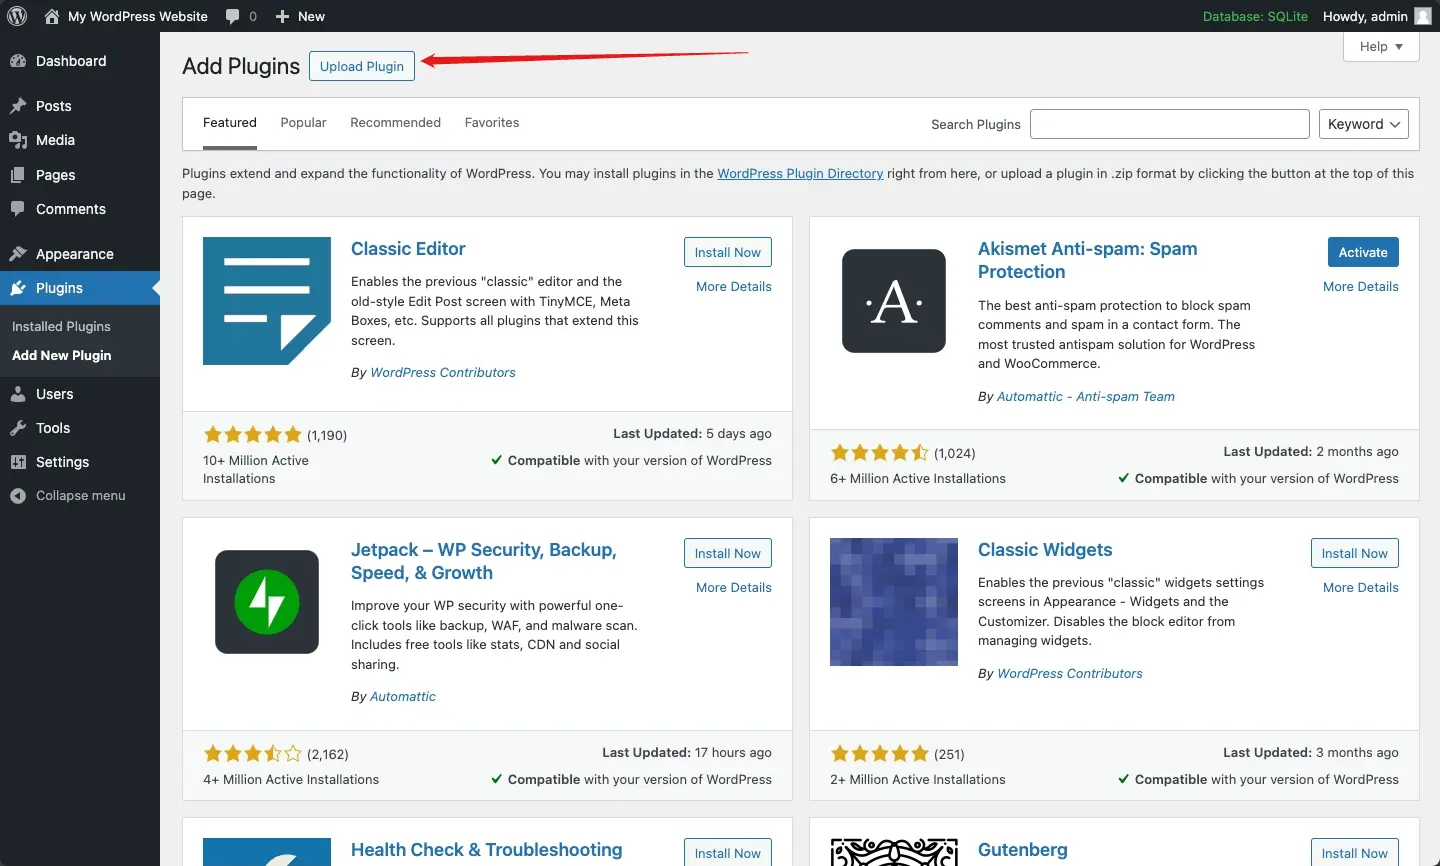 My WordPress Website 0 New Database: SQLite Howdy, admin
Help
Dashboard
Posts
Media
Pages
Comments
Appearance
Plugins
Installed Plugins
Add New Plugin
Users
Tools
Settings
Collapse menu
Add Plugins Upload Plugin
Featured Popular Recommended Favorites Search Plugins Keyword
Plugins extend and expand the functionality of WordPress. You may install plugins in the WordPress Plugin Directory right from here, or upload a plugin in .zip format by clicking the button at the top of this
page.
Classic Editor
Install Now
More Details
Enables the previous "classic" editor and the
old-style Edit Post screen with TinyMCE, Meta
Boxes, etc. Supports all plugins that extend this
screen.
By WordPress Contributors
(1,190)
10+ Million Active
Installations
Last Updated: 5 days ago
Compatible with your version of WordPress
A
Akismet Anti-spam: Spam
Protection
Activate
More Details
The best anti-spam protection to block spam
comments and spam in a contact form. The
most trusted antispam solution for WordPress
and WooCommerce.
By Automattic - Anti-spam Team
(1,024)
6+ Million Active Installations
Last Updated: 2 months ago
Compatible with your version of WordPress
Jetpack – WP Security, Backup,
Speed, & Growth
Install Now
More Details
Improve your WP security with powerful one-
click tools like backup, WAF, and malware scan.
Includes free tools like stats, CDN and social
sharing.
By Automattic
(2,162)
4+ Million Active Installations
Last Updated: 17 hours ago
Compatible with your version of WordPress
Classic Widgets
Install Now
More Details
Enables the previous "classic" widgets settings
screens in Appearance - Widgets and the
Customizer. Disables the block editor from
managing widgets.
By WordPress Contributors
(251)
2+ Million Active Installations
Last Updated: 3 months ago
Compatible with your version of WordPress
Health Check & Troubleshooting
Install Now
Gutenberg
Install Now